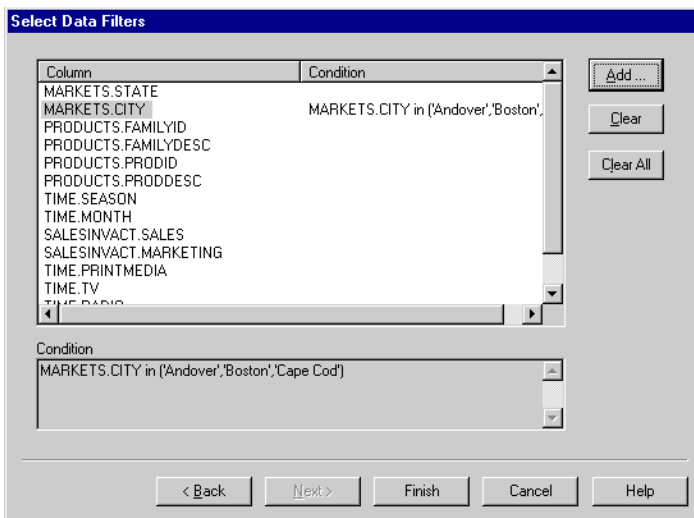 Select Data Filters
Column Condition
Add ...
MARKETS.STATE
MARKETS.CITY MARKETS.CITY in ('Andover','Boston',
Clear
PRODUCTS.FAMILYID
PRODUCTS.FAMILYDESC
PRODUCTS.PRODID
Clear All
PRODUCTS.PRODDESC
TIME.SEASON
TIME.MONTH
SALESINVACT.SALES
SALESINVACT.MARKETING
TIME.PRINTMEDIA
TIME.TV
TIME.RADIO
Condition
MARKETS.CITY in ('Andover','Boston','Cape Cod')
< Back Next > Finish Cancel Help